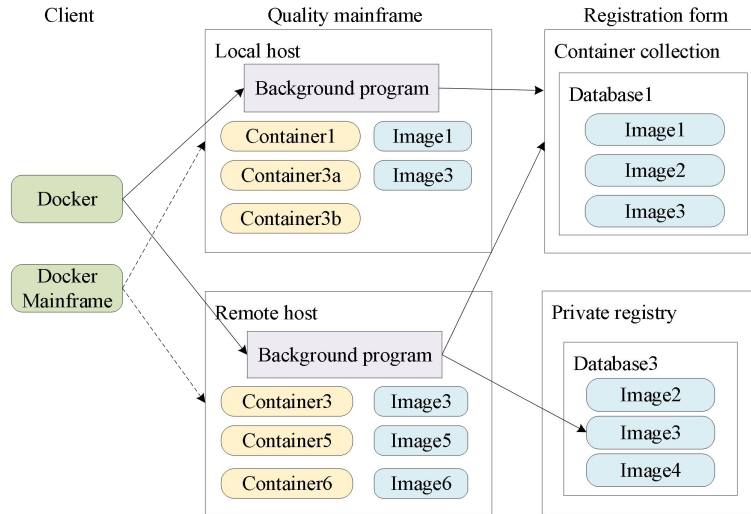 Client
Quality mainframe
Registration form
Local host
Background program
Container1
Image1
Container3a
Image3
Container3b
Container collection
Database1
Image1
Image2
Image3
Docker
Docker
Mainframe
Remote host
Background program
Container3
Image3
Container5
Image5
Container6
Image6
Private registry
Database3
Image2
Image3
Image4